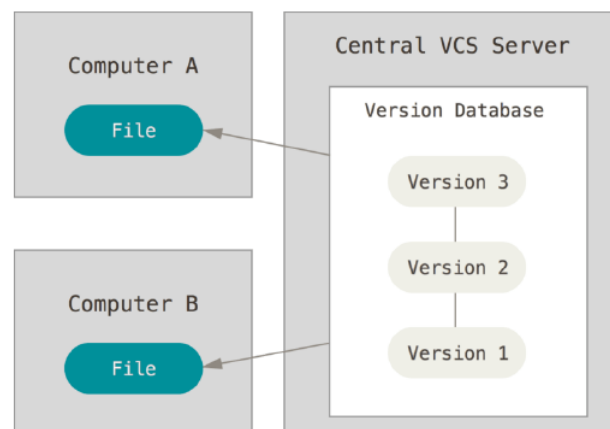 Computer A
File
Central VCS Server
Version Database
Version 3
Version 2
Version 1
Computer B
File